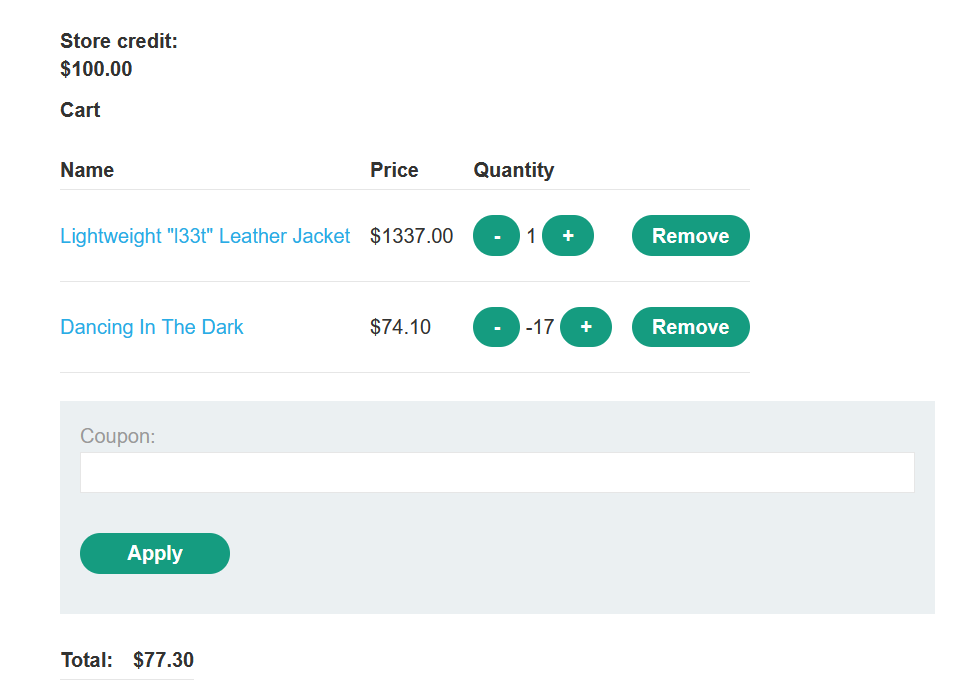 Store credit:
$100.00
Cart
Name Price Quantity
Lightweight "l33t" Leather Jacket $1337.00 - 1 + Remove
Dancing In The Dark $74.10 - -17 + Remove
Coupon:
Apply
Total: $77.30